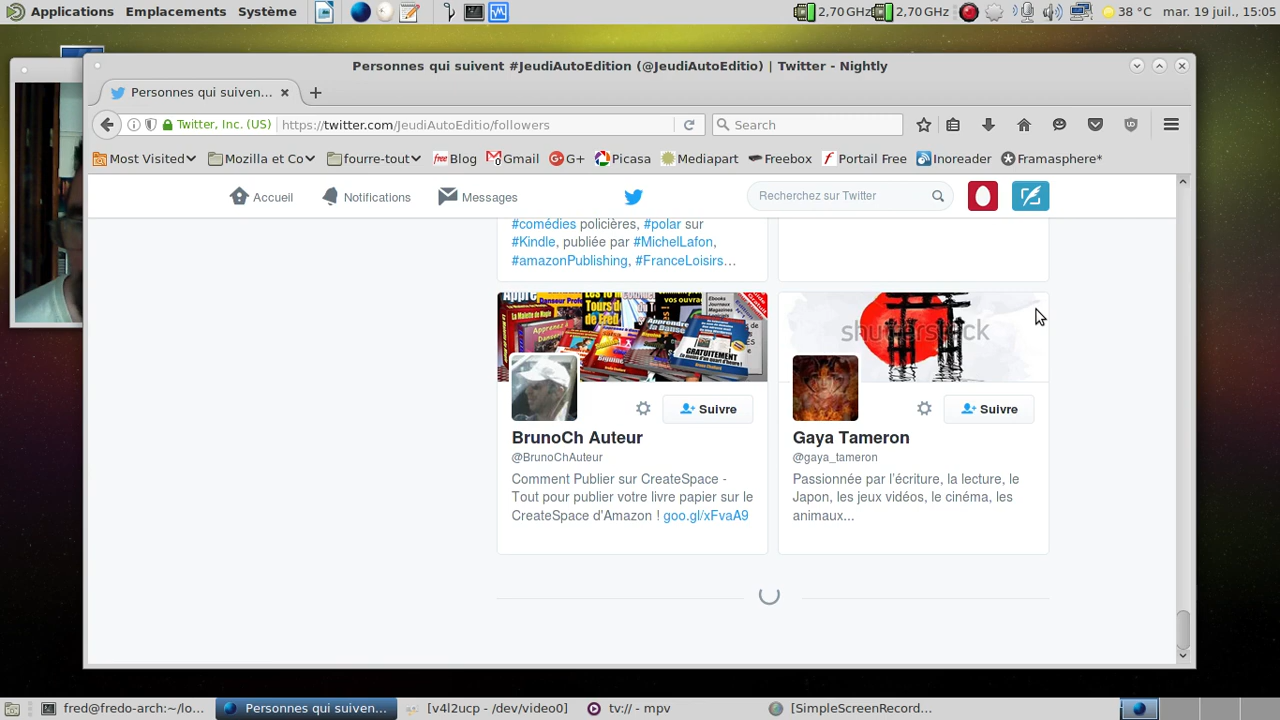 Applications Emplacements Système 2,70 GHz 2,70 GHz 38 °C mar. 19 juil., 15:05
Personnes qui suivent #JeudiAutoEdition (@JeudiAutoEditio) | Twitter - Nightly
Personnes qui suiven...
Twitter, Inc. (US) https://twitter.com/JeudiAutoEditio/followers Search
Most Visited Mozilla et Co fourre-tout free Blog Gmail G+ Picasa Mediapart Freebox Portail Free Inoreader Framasphere*
Accueil Notifications Messages Recherchez sur Twitter
#comédies policières, #polar sur
#Kindle, publiée par #MichelLafon,
#amazonPublishing, #FranceLoisirs…
shutterstock
GRATUITEMENT
Suivre
BrunoCh Auteur
@BrunoChAuteur
Comment Publier sur CreateSpace -
Tout pour publier votre livre papier sur le
CreateSpace d'Amazon ! goo.gl/xFvaA9
Suivre
Gaya Tameron
@gaya_tameron
Passionnée par l'écriture, la lecture, le
Japon, les jeux vidéos, le cinéma, les
animaux...
fred@fredo-arch:~/lo... Personnes qui suiven... [v4l2ucp - /dev/video0] tv:// - mpv [SimpleScreenRecord...